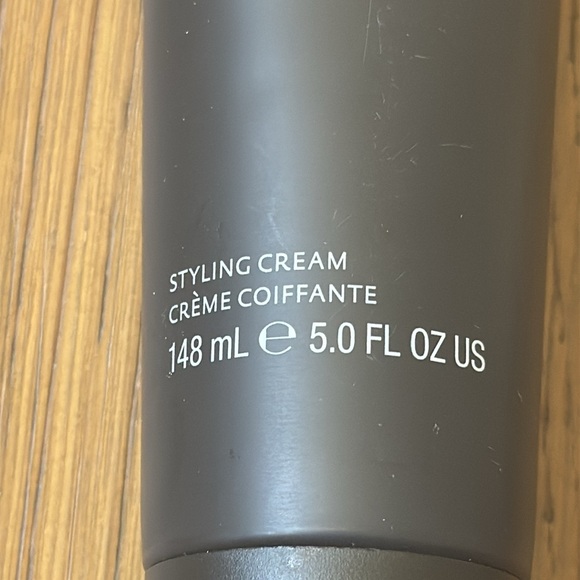 STYLING CREAM
CRÈME COIFFANTE
148 mL ℮ 5.0 FL OZ US